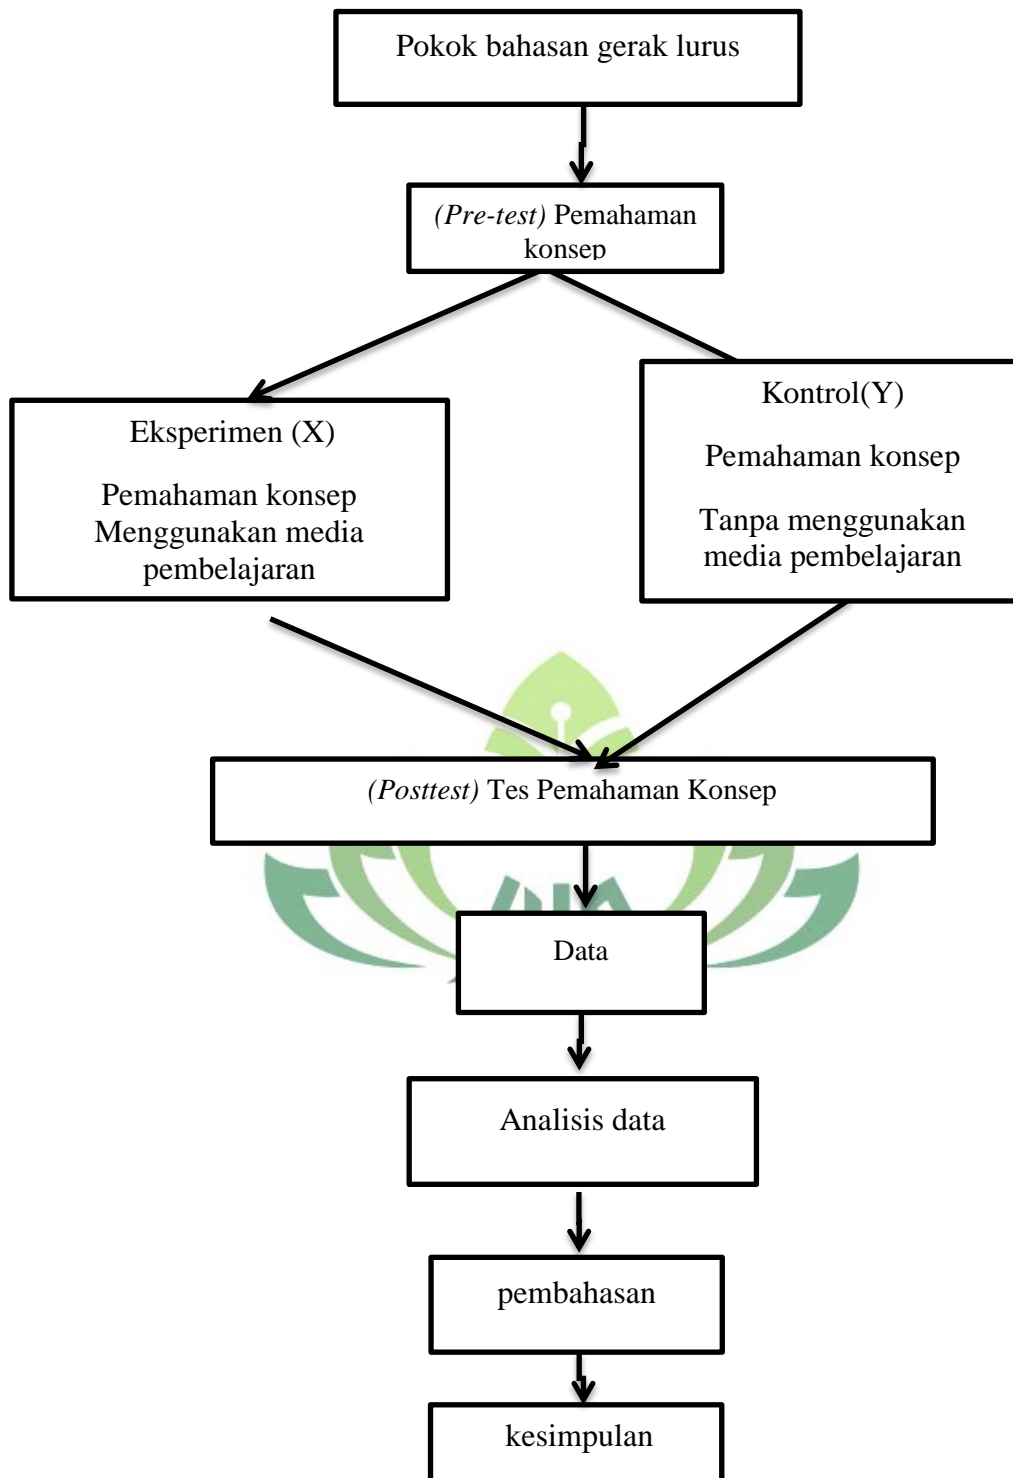 Pokok bahasan gerak lurus
(Pre-test) Pemahaman
konsep
Eksperimen (X)
Pemahaman konsep
Menggunakan media
pembelajaran
Kontrol(Y)
Pemahaman konsep
Tanpa menggunakan
media pembelajaran
(Posttest) Tes Pemahaman Konsep
Data
Analisis data
pembahasan
kesimpulan